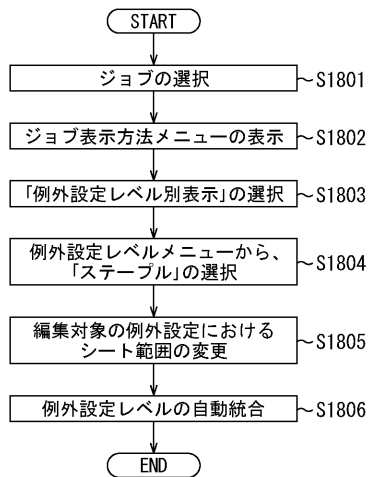 START
ジョブの選択
~S1801
ジョブ表示方法メニューの表示
~S1802
「例外設定レベル別表示」の選択
~S1803
例外設定レベルメニューから、
「ステープル」の選択
~S1804
編集対象の例外設定における
シート範囲の変更
~S1805
例外設定レベルの自動統合
~S1806
END